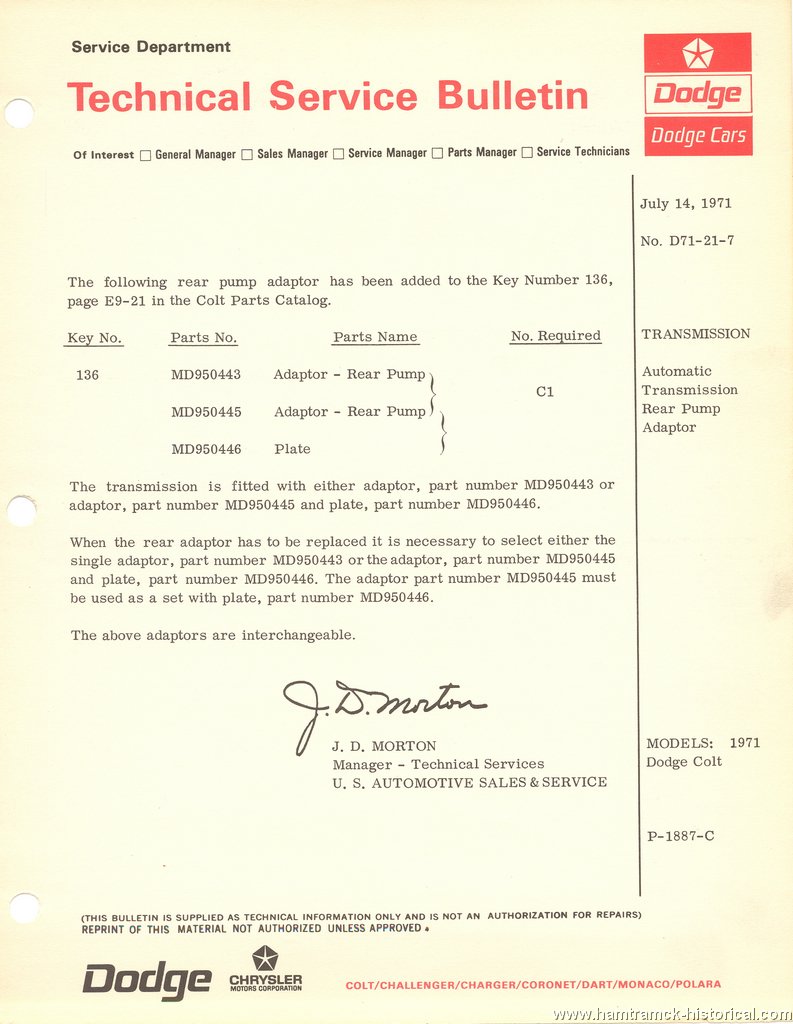 Service Department
Technical Service Bulletin
Dodge
Dodge Cars
Of Interest □ General Manager □ Sales Manager □ Service Manager □ Parts Manager □ Service Technicians
July 14, 1971
No. D71-21-7
The following rear pump adaptor has been added to the Key Number 136,
page E9-21 in the Colt Parts Catalog.
Key No. Parts No. Parts Name No. Required
136 MD950443 Adaptor - Rear Pump
C1
MD950445 Adaptor - Rear Pump
MD950446 Plate
TRANSMISSION
Automatic
Transmission
Rear Pump
Adaptor
The transmission is fitted with either adaptor, part number MD950443 or
adaptor, part number MD950445 and plate, part number MD950446.
When the rear adaptor has to be replaced it is necessary to select either the
single adaptor, part number MD950443 or the adaptor, part number MD950445
and plate, part number MD950446. The adaptor part number MD950445 must
be used as a set with plate, part number MD950446.
The above adaptors are interchangeable.
J. D. Morton
J. D. MORTON
Manager - Technical Services
U. S. AUTOMOTIVE SALES & SERVICE
MODELS: 1971
Dodge Colt
P-1887-C
(THIS BULLETIN IS SUPPLIED AS TECHNICAL INFORMATION ONLY AND IS NOT AN AUTHORIZATION FOR REPAIRS)
REPRINT OF THIS MATERIAL NOT AUTHORIZED UNLESS APPROVED.
Dodge
CHRYSLER
MOTORS CORPORATION
COLT/CHALLENGER/CHARGER/CORONET/DART/MONACO/POLARA
www.hamtramck-historical.com